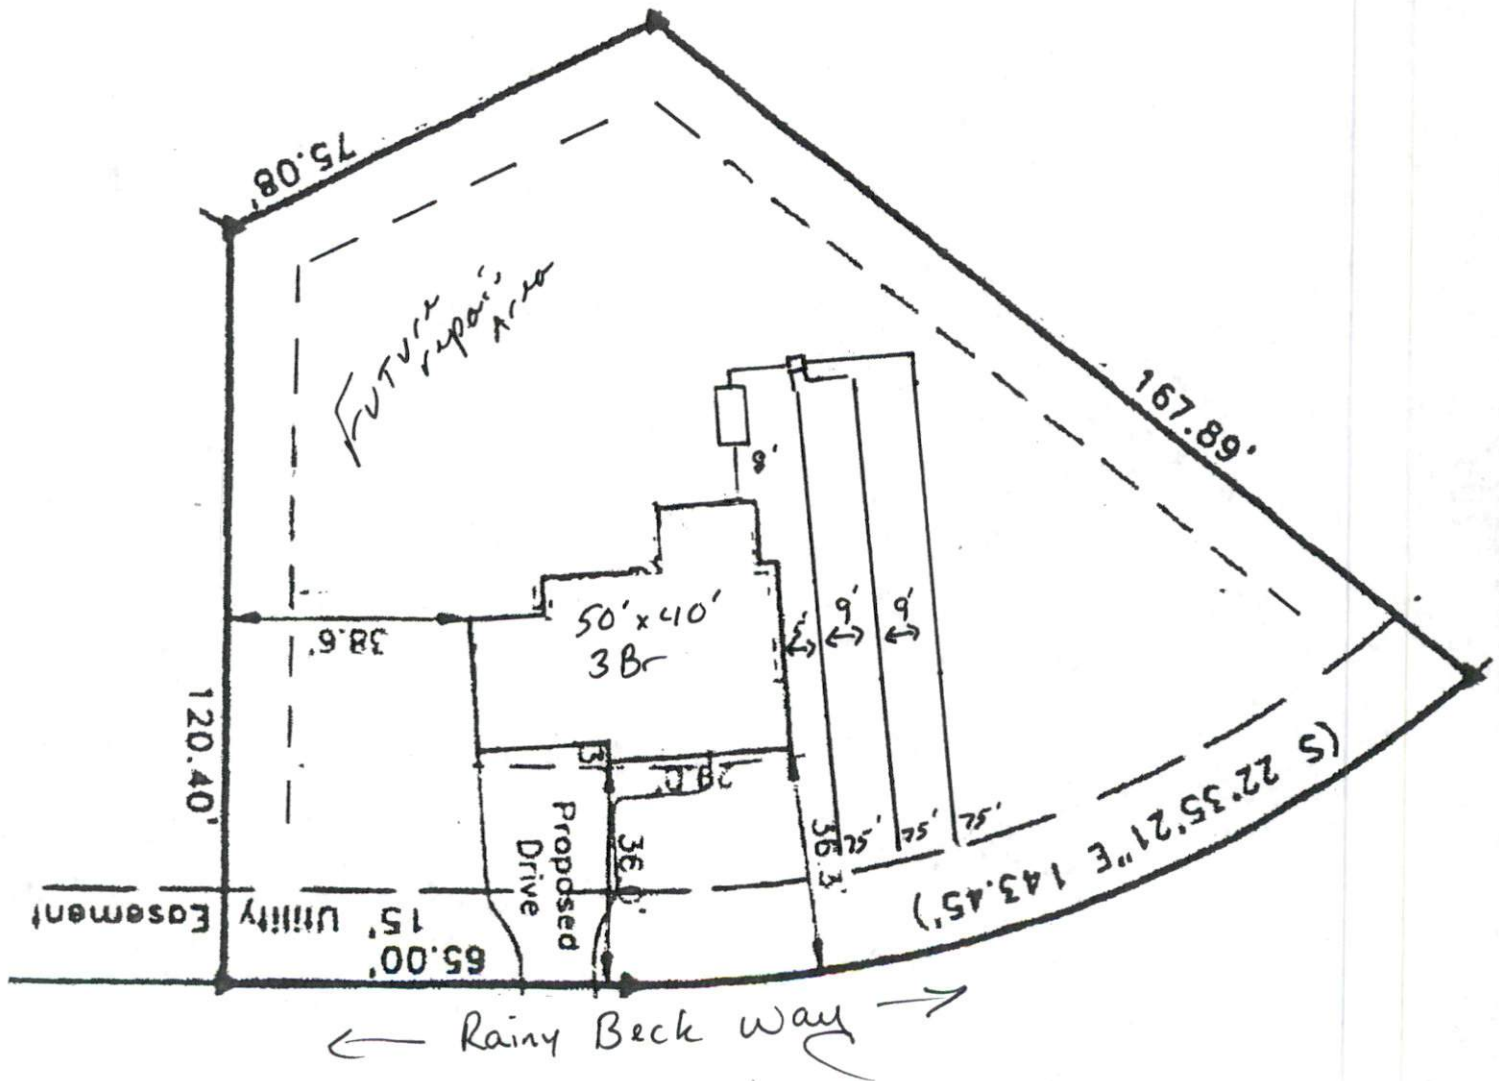 75.08'
167.89'
Future
repair
Area
8'
50' x 40'
3 Br
5'
9'
9'
38.6'
120.40'
Proposed
Drive
36.0'
36.3'
75'
75'
75'
(S 22°35'21"E 143.45')
15' Utility Easement
65.00'
← Rainy Beck Way →